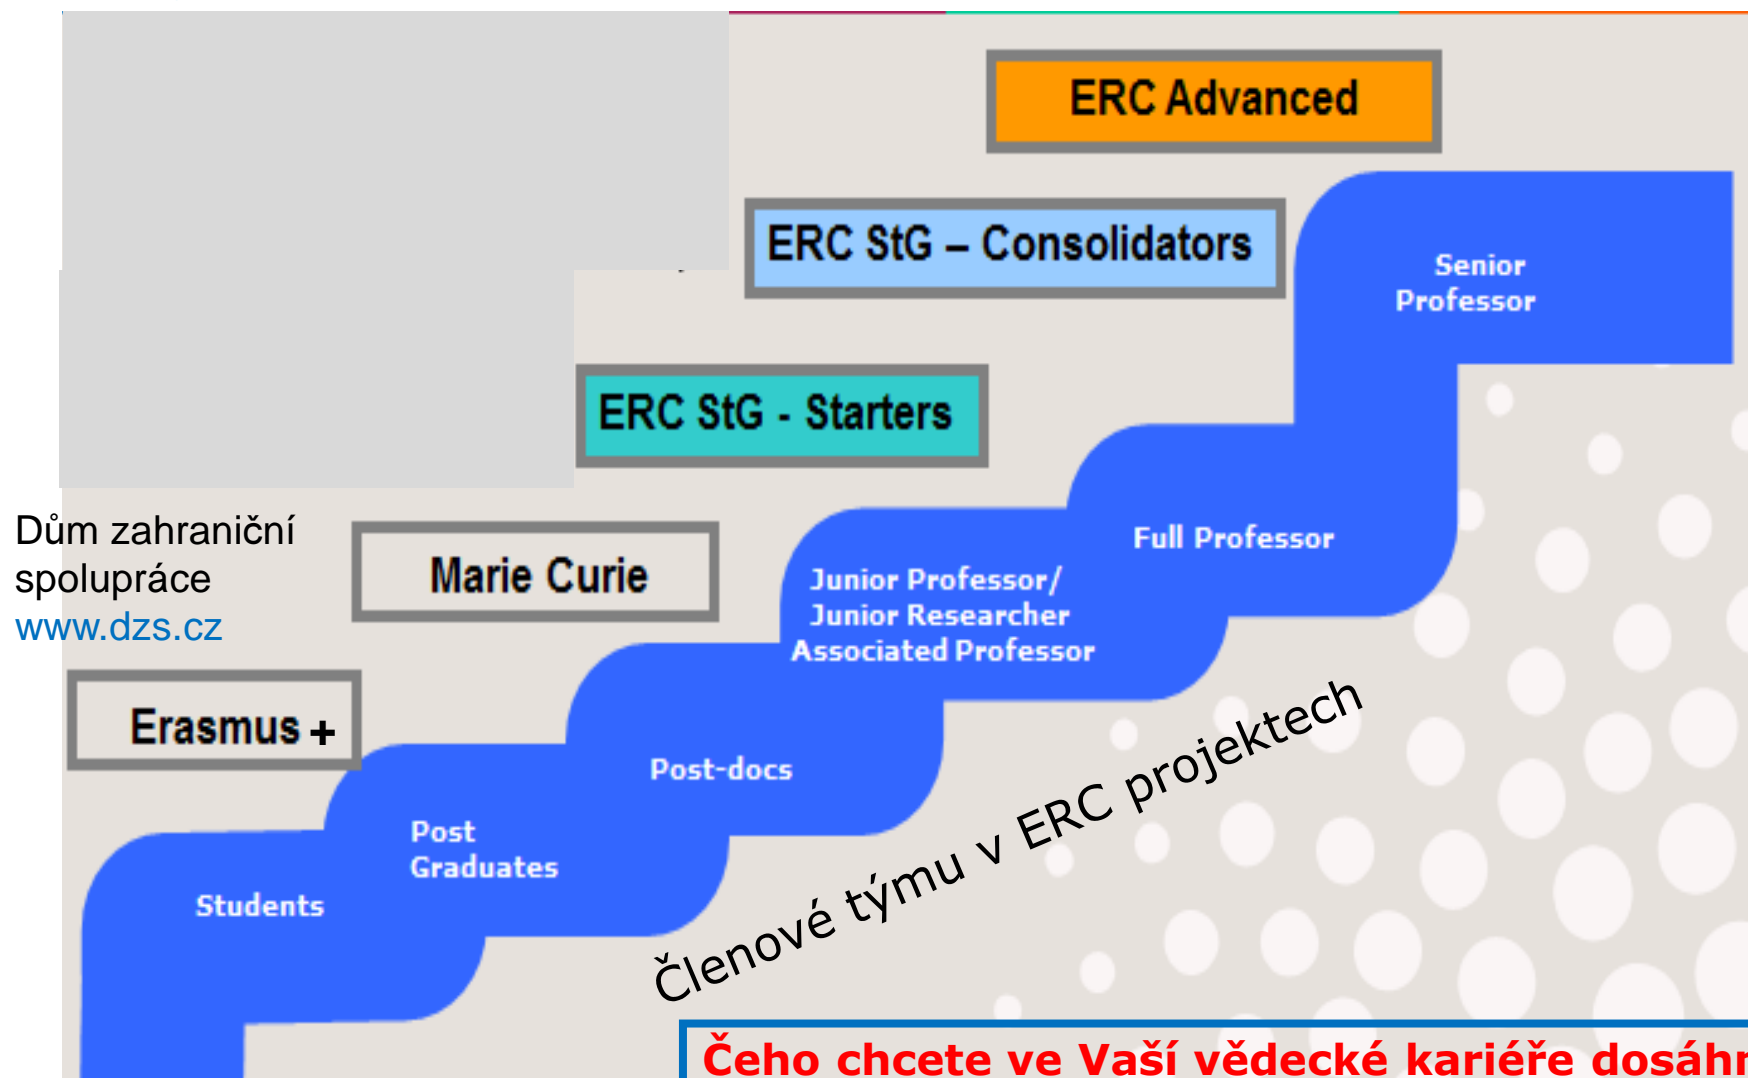 ERC Advanced
ERC StG – Consolidators
Senior
Professor
ERC StG - Starters
Dům zahraniční
spolupráce
www.dzs.cz
Marie Curie
Full Professor
Junior Professor/
Junior Researcher
Associated Professor
Erasmus +
Post-docs
Post
Graduates
Students
Členové týmu v ERC projektech
Čeho chcete ve Vaší vědecké kariéře